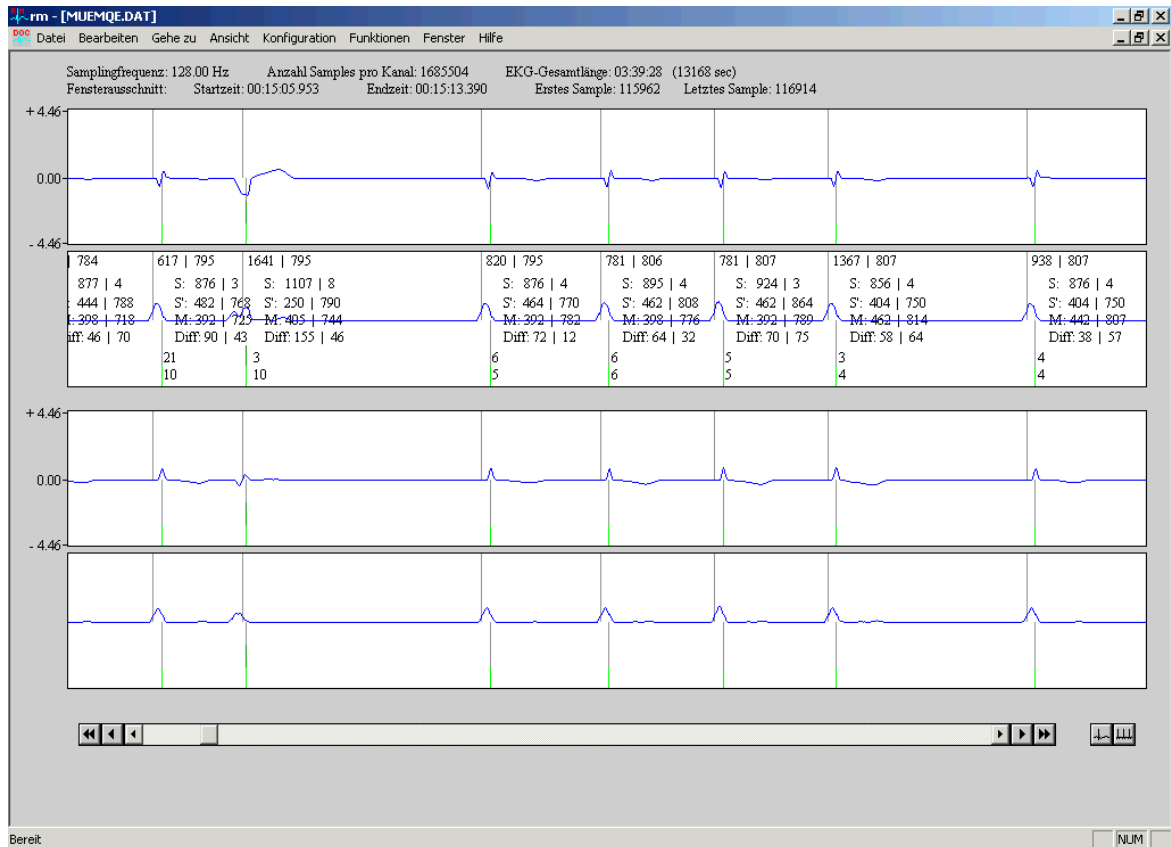 rm - [MUEMQE.DAT]
Datei Bearbeiten Gehe zu Ansicht Konfiguration Funktionen Fenster Hilfe
Samplingfrequenz: 128.00 Hz Anzahl Samples pro Kanal: 1685504 EKG-Gesamtlänge: 03:39:28 (13168 sec)
Fensterausschnitt: Startzeit: 00:15:05.953 Endzeit: 00:15:13.390 Erstes Sample: 115962 Letztes Sample: 116914
+ 4.46
0.00
- 4.46
784 617 | 795 1641 | 795 820 | 795 781 | 806 781 | 807 1367 | 807 938 | 807
877 | 4 S: 876 | 3 S: 1107 | 8 S: 876 | 4 S: 895 | 4 S: 924 | 3 S: 856 | 4 S: 876 | 4
: 444 | 788 S': 482 | 768 S': 250 | 790 S': 464 | 770 S': 462 | 808 S': 462 | 864 S': 404 | 750 S': 404 | 750
: 398 | 718 M: 392 | 725 M: 405 | 744 M: 392 | 782 M: 398 | 776 M: 392 | 789 M: 462 | 814 M: 442 | 807
iff: 46 | 70 Diff: 90 | 43 Diff: 155 | 46 Diff: 72 | 12 Diff: 64 | 32 Diff: 70 | 75 Diff: 58 | 64 Diff: 38 | 57
21 3 6 6 5 3 4
10 10 5 6 5 4 4
+ 4.46
0.00
- 4.46
Bereit NUM